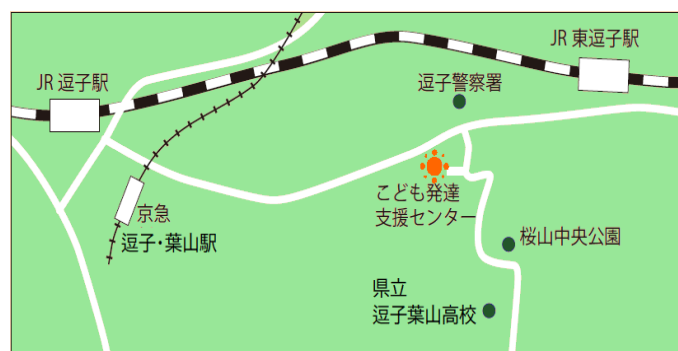 JR 東逗子駅
JR 逗子駅
逗子警察署
こども発達
支援センター
京急
逗子・葉山駅
桜山中央公園
県立
逗子葉山高校